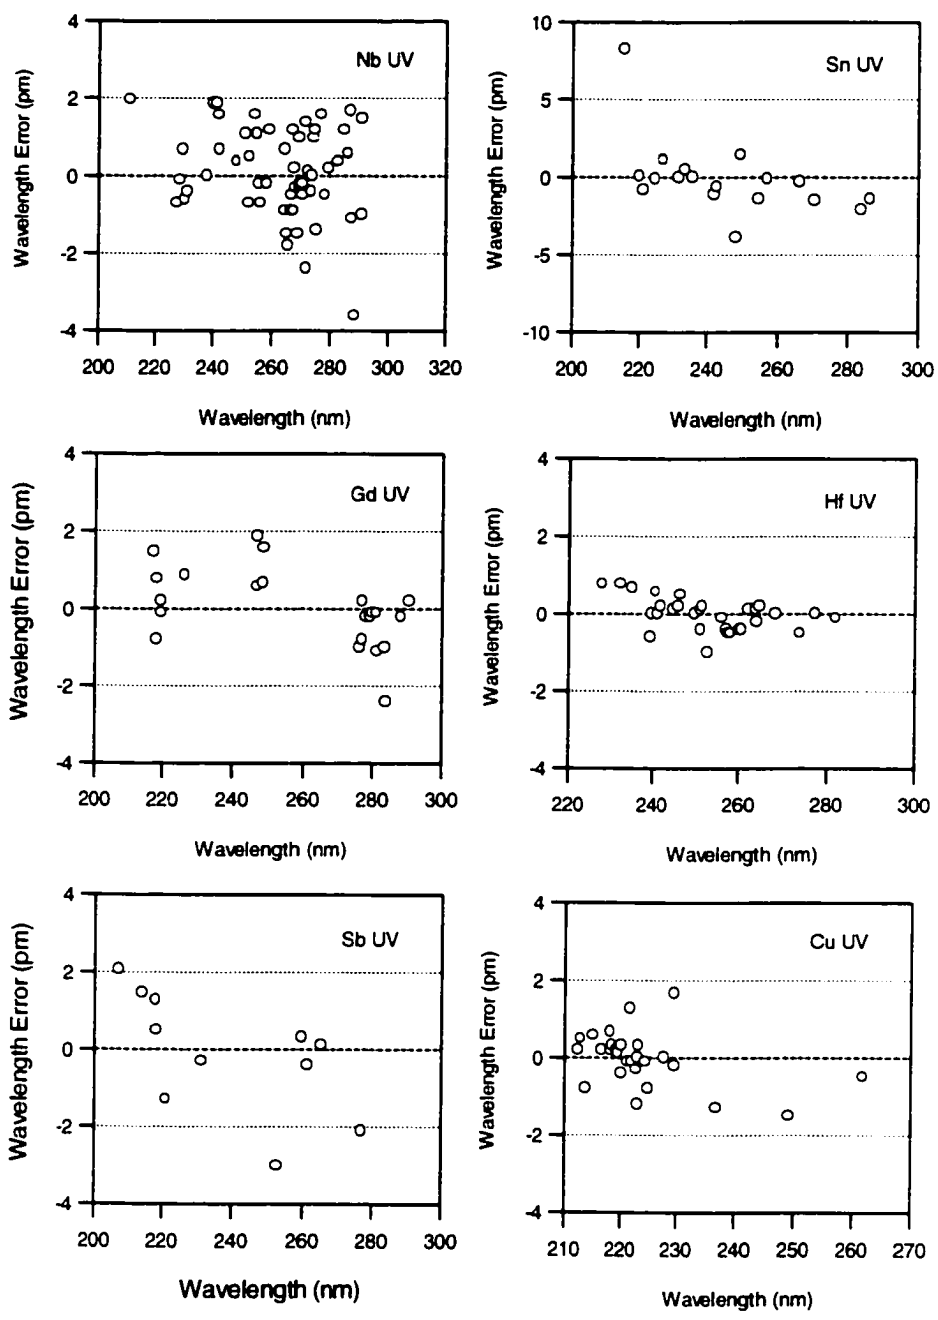 Nb UV
Wavelength Error (pm)
4
2
0
-2
-4
200 220 240 260 280 300 320
Wavelength (nm)
Sn UV
Wavelength Error (pm)
10
5
0
-5
-10
200 220 240 260 280 300
Wavelength (nm)
Gd UV
Wavelength Error (pm)
4
2
0
-2
-4
200 220 240 260 280 300
Wavelength (nm)
Hf UV
Wavelength Error (pm)
4
2
0
-2
-4
220 240 260 280 300
Wavelength (nm)
Sb UV
Wavelength Error (pm)
4
2
0
-2
-4
200 220 240 260 280 300
Wavelength (nm)
Cu UV
Wavelength Error (pm)
4
2
0
-2
-4
210 220 230 240 250 260 270
Wavelength (nm)